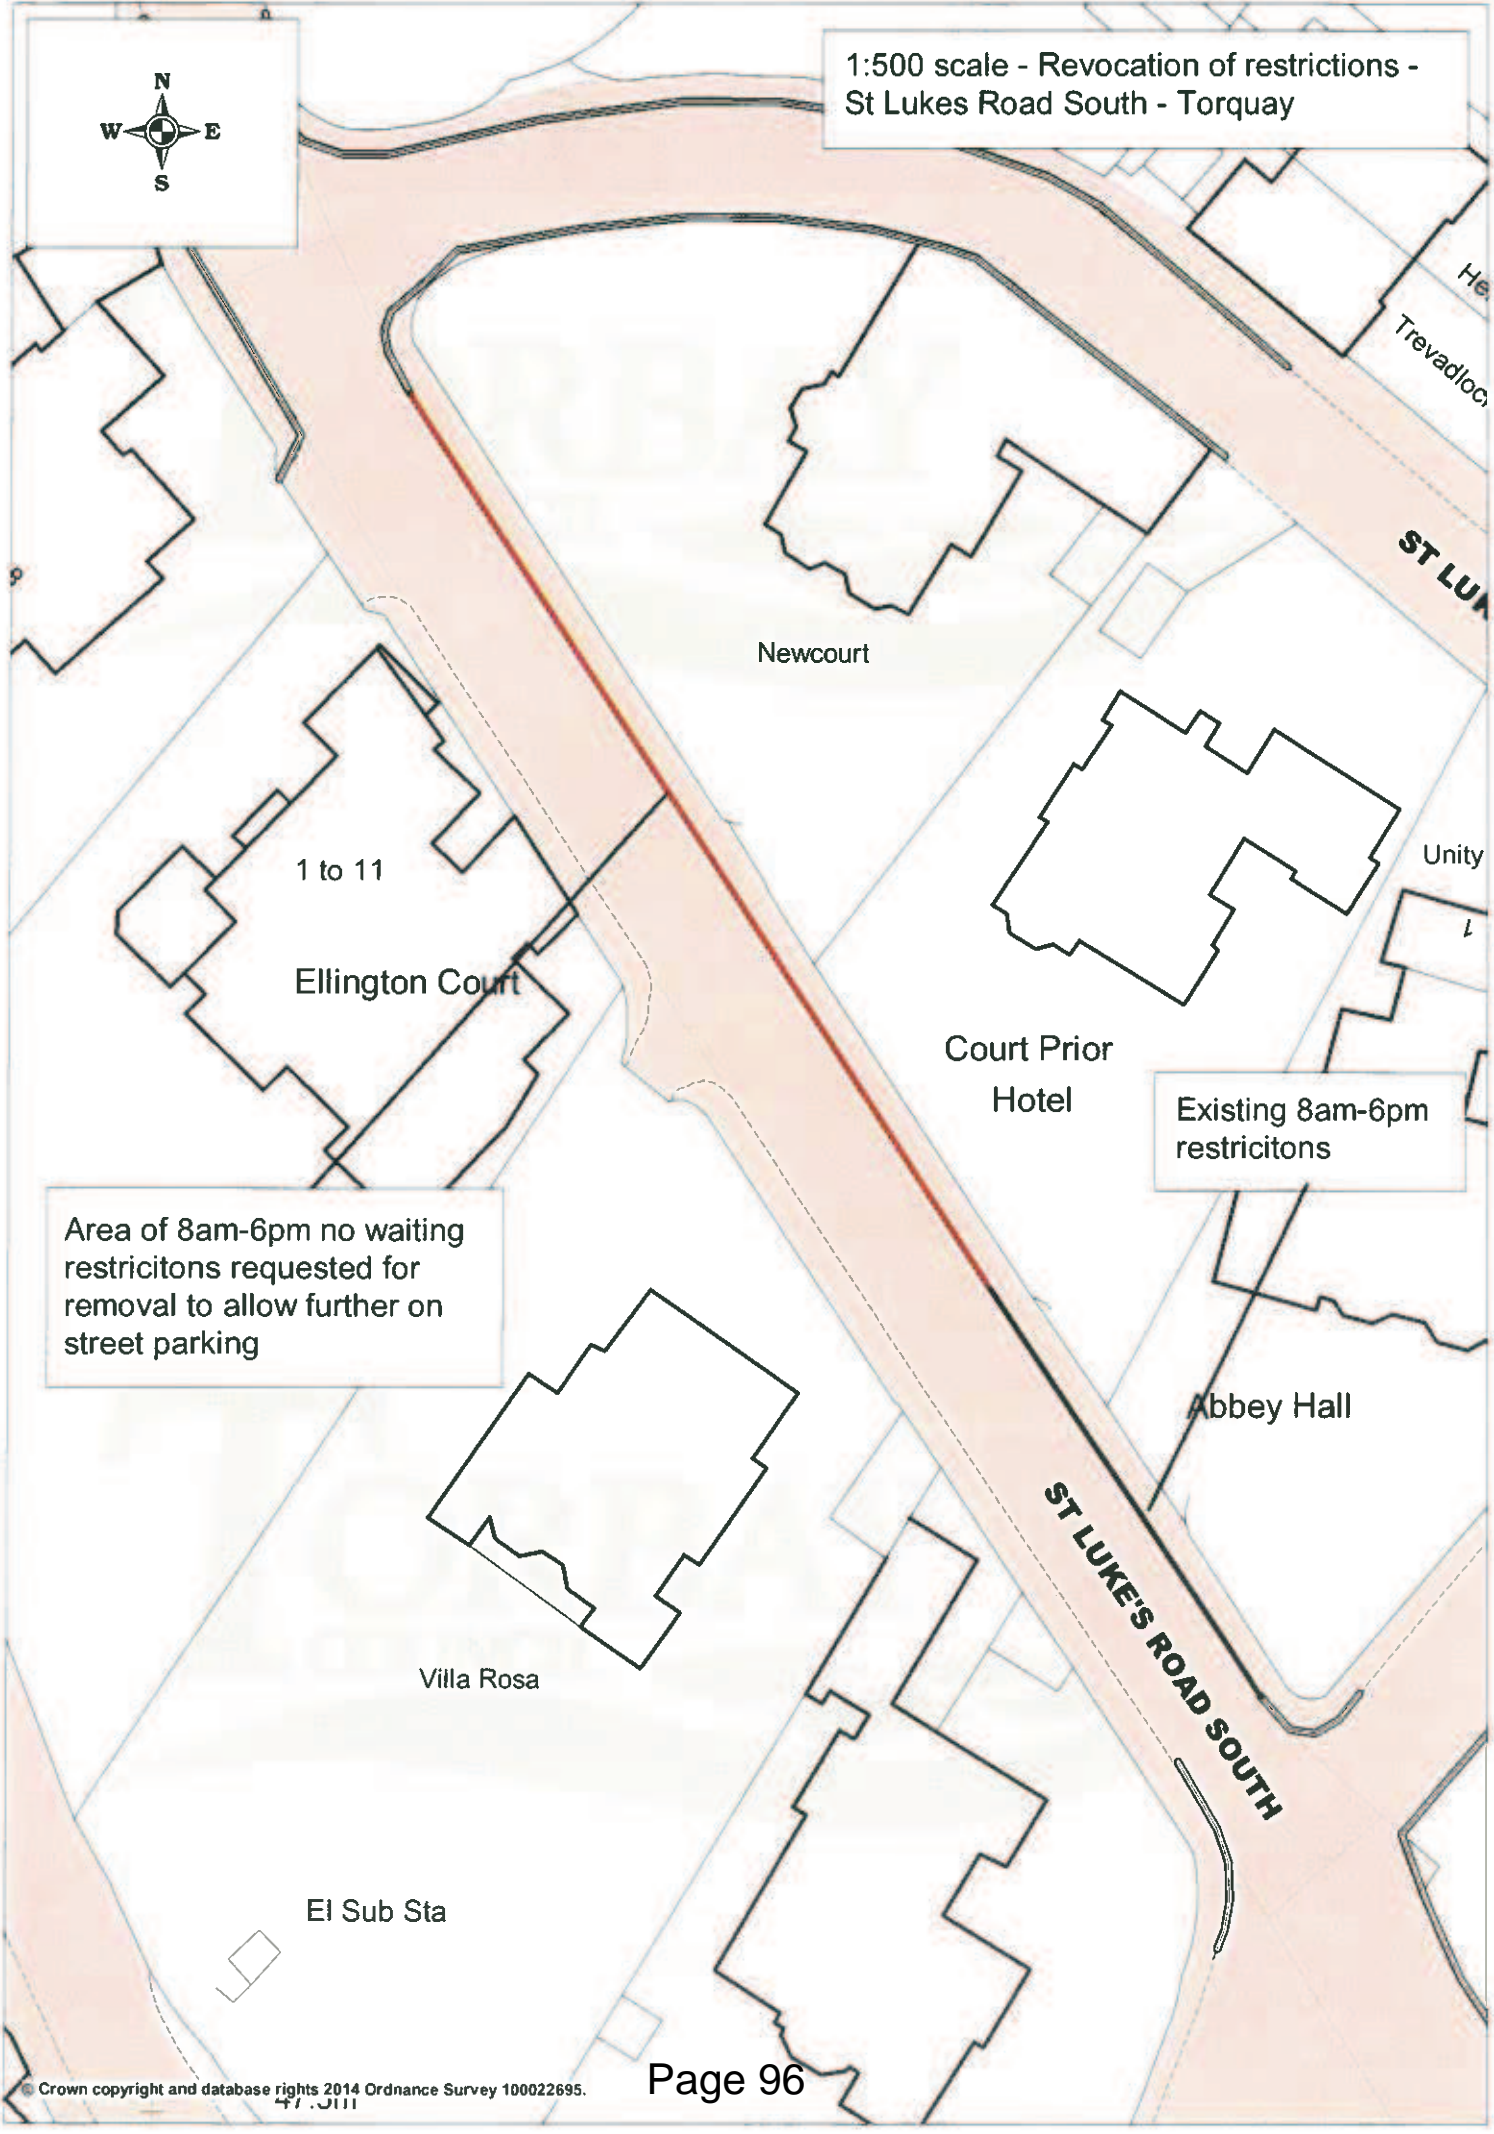 N
W E
S
1:500 scale - Revocation of restrictions -
St Lukes Road South - Torquay
Trevadloc
ST LUK
Newcourt
1 to 11
Unity
1
Ellington Court
Court Prior
Hotel
Existing 8am-6pm
restricitons
Area of 8am-6pm no waiting
restricitons requested for
removal to allow further on
street parking
Abbey Hall
ST LUKE'S ROAD SOUTH
Villa Rosa
El Sub Sta
© Crown copyright and database rights 2014 Ordnance Survey 100022695.
Page 96